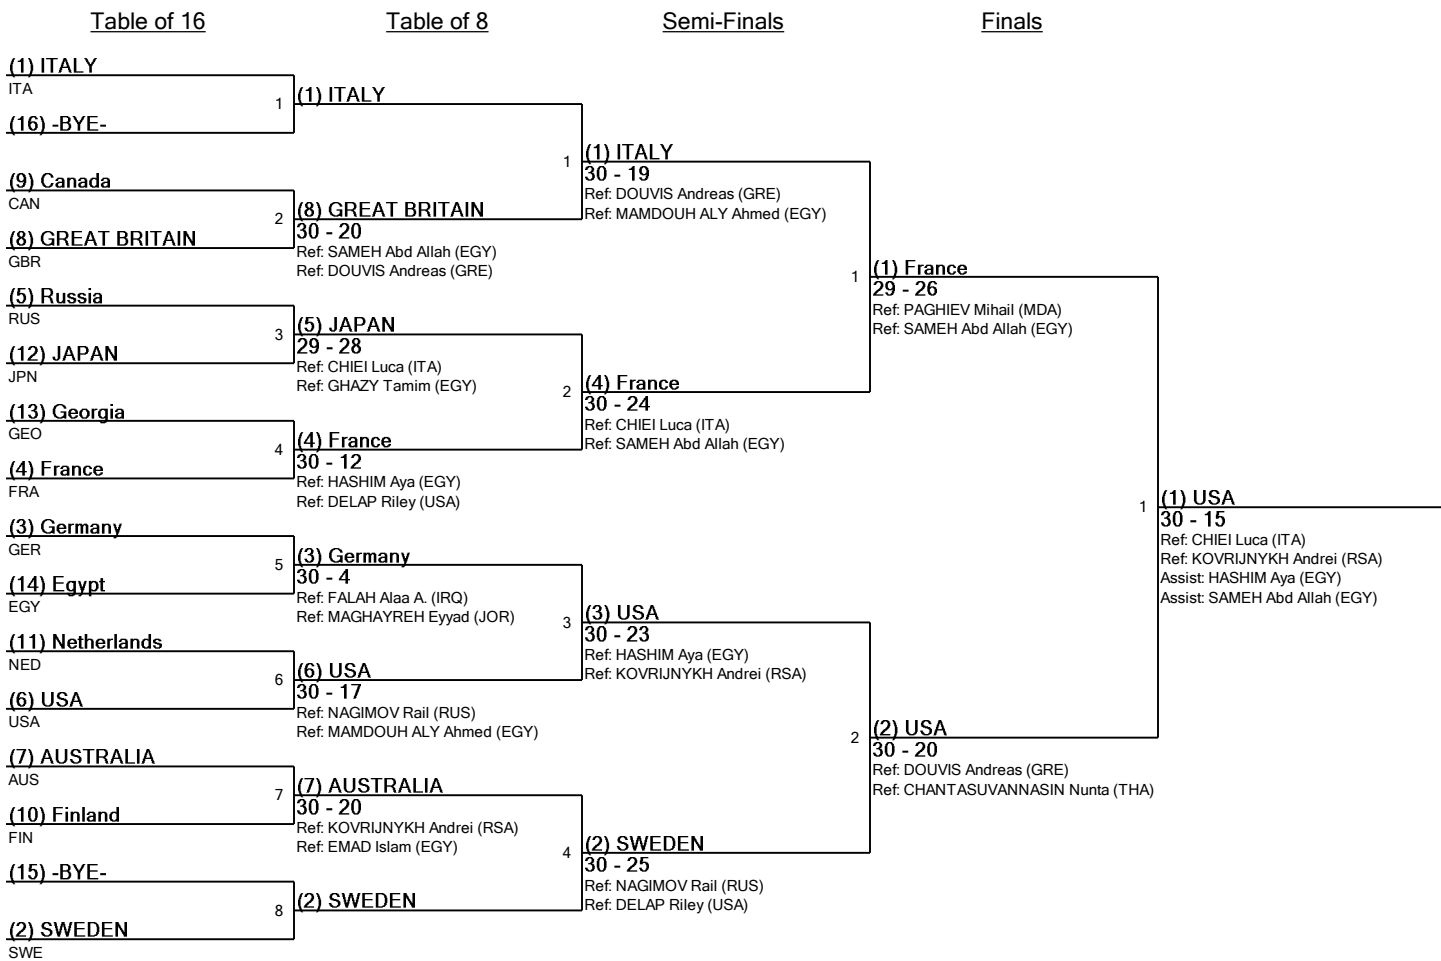 Table of 16
Table of 8
Semi-Finals
Finals
(1) ITALY
ITA
1
(16) -BYE-
(9) Canada
CAN
2
(8) GREAT BRITAIN
GBR
(5) Russia
RUS
3
(12) JAPAN
JPN
(13) Georgia
GEO
4
(4) France
FRA
(3) Germany
GER
5
(14) Egypt
EGY
(11) Netherlands
NED
6
(6) USA
USA
(7) AUSTRALIA
AUS
7
(10) Finland
FIN
(15) -BYE-
8
(2) SWEDEN
SWE
(1) ITALY
1
(8) GREAT BRITAIN
30 - 20
Ref: SAMEH Abd Allah (EGY)
Ref: DOUVIS Andreas (GRE)
(5) JAPAN
29 - 28
Ref: CHIEI Luca (ITA)
Ref: GHAZY Tamim (EGY)
2
(4) France
30 - 12
Ref: HASHIM Aya (EGY)
Ref: DELAP Riley (USA)
(3) Germany
30 - 4
Ref: FALAH Alaa A. (IRQ)
Ref: MAGHAYREH Eyyad (JOR)
3
(6) USA
30 - 17
Ref: NAGIMOV Rail (RUS)
Ref: MAMDOUH ALY Ahmed (EGY)
(7) AUSTRALIA
30 - 20
Ref: KOVRIJNYKH Andrei (RSA)
Ref: EMAD Islam (EGY)
4
(2) SWEDEN
(1) ITALY
30 - 19
Ref: DOUVIS Andreas (GRE)
Ref: MAMDOUH ALY Ahmed (EGY)
1
(4) France
30 - 24
Ref: CHIEI Luca (ITA)
Ref: SAMEH Abd Allah (EGY)
(3) USA
30 - 23
Ref: HASHIM Aya (EGY)
Ref: KOVRIJNYKH Andrei (RSA)
2
(2) SWEDEN
30 - 25
Ref: NAGIMOV Rail (RUS)
Ref: DELAP Riley (USA)
(1) France
29 - 26
Ref: PAGHIEV Mihail (MDA)
Ref: SAMEH Abd Allah (EGY)
1
(2) USA
30 - 20
Ref: DOUVIS Andreas (GRE)
Ref: CHANTASUVANNASIN Nunta (THA)
(1) USA
30 - 15
Ref: CHIEI Luca (ITA)
Ref: KOVRIJNYKH Andrei (RSA)
Assist: HASHIM Aya (EGY)
Assist: SAMEH Abd Allah (EGY)